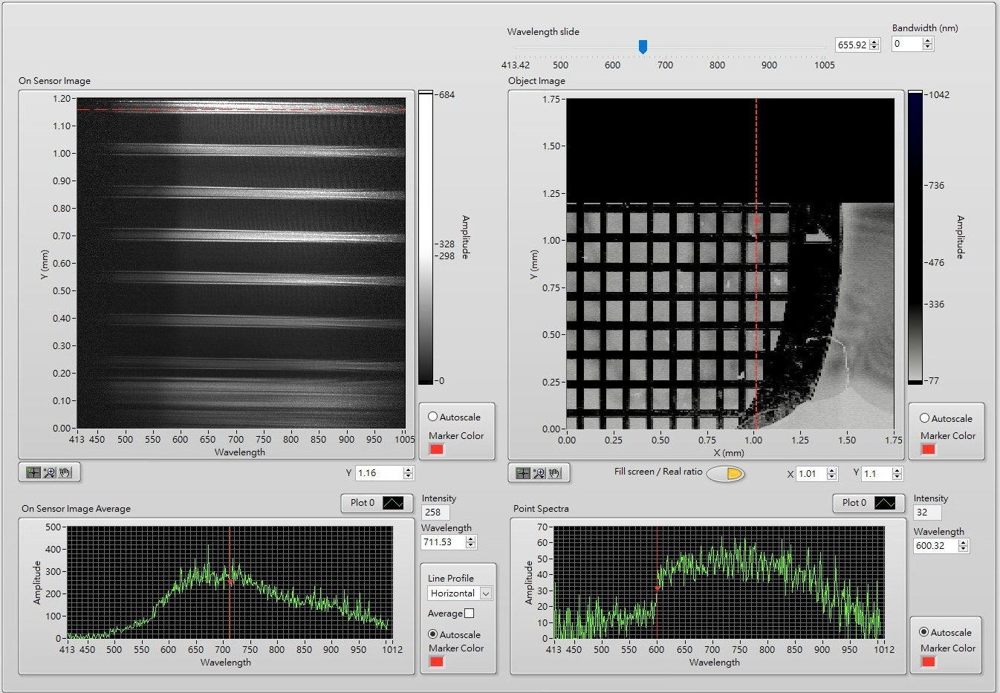 Wavelength slide
Bandwidth (nm)
655.92
0
413.42 500 600 700 800 900 1005
On Sensor Image
1.20
1.10
1.00
0.90
0.80
0.70
0.60
0.50
0.40
0.30
0.20
0.10
0.00
Y (mm)
413 450 500 550 600 650 700 750 800 850 900 950 1005
Wavelength
684
328
298
0
Amplitude
Autoscale
Marker Color
Y 1.16
Object Image
1.75
1.50
1.25
1.00
0.75
0.50
0.25
0.00
Y (mm)
0.00 0.25 0.50 0.75 1.00 1.25 1.50 1.75
X (mm)
1042
736
476
336
77
Amplitude
Autoscale
Marker Color
Fill screen / Real ratio
X 1.01
Y 1.1
On Sensor Image Average
Plot 0
500
400
300
200
100
0
Amplitude
413 450 500 550 600 650 700 750 800 850 900 950 1012
Wavelength
Intensity
258
Wavelength
711.53
Line Profile
Horizontal
Average
Autoscale
Marker Color
Point Spectra
Plot 0
70
60
50
40
30
20
10
0
Amplitude
413 450 500 550 600 650 700 750 800 850 900 950 1012
Wavelength
Intensity
32
Wavelength
600.32
Autoscale
Marker Color